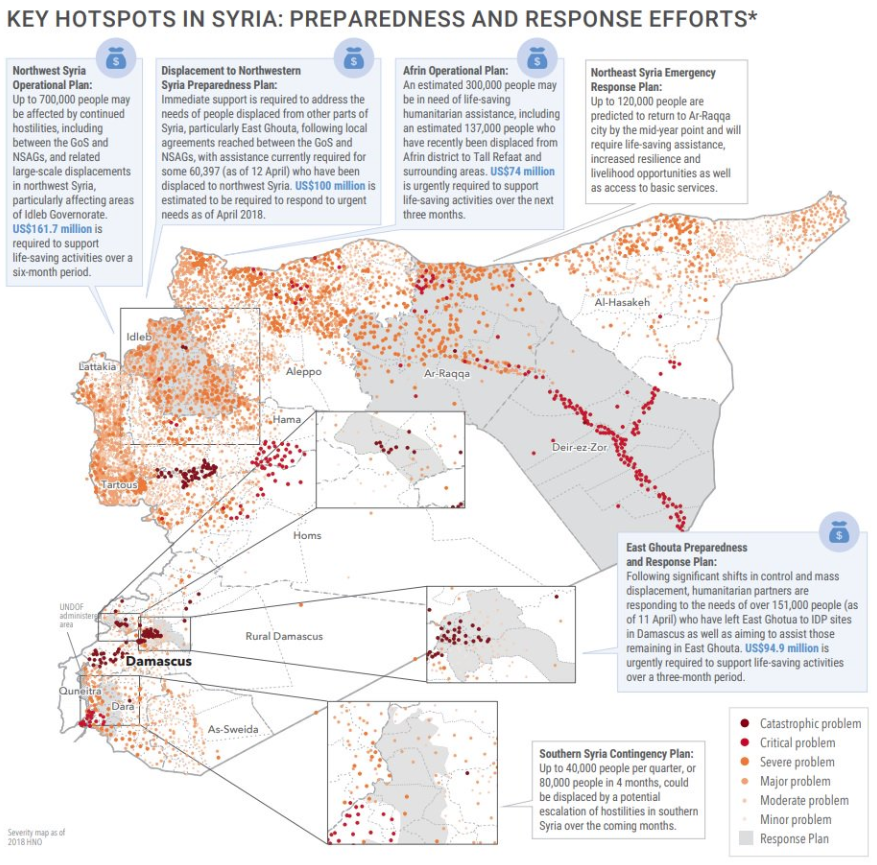 KEY HOTSPOTS IN SYRIA: PREPAREDNESS AND RESPONSE EFFORTS*
Northwest Syria
Operational Plan:
Up to 700,000 people may
be affected by continued
hostilities, including
between the GoS and
NSAGs, and related
large-scale displacements
in northwest Syria,
particularly affecting areas
of Idleb Governorate.
US$161.7 million is
required to support
life-saving activities over a
six-month period.
Displacement to Northwestern
Syria Preparedness Plan:
Immediate support is required to address the
needs of people displaced from other parts of
Syria, particularly East Ghouta, following local
agreements reached between the GoS and
NSAGs, with assistance currently required for
some 60,397 (as of 12 April) who have been
displaced to northwest Syria. US$100 million is
estimated to be required to respond to urgent
needs as of April 2018.
Afrin Operational Plan:
An estimated 300,000 people may
be in need of life-saving
humanitarian assistance, including
an estimated 137,000 people who
have recently been displaced from
Afrin district to Tall Refaat and
surrounding areas. US$74 million
is urgently required to support
life-saving activities over the next
three months.
Northeast Syria Emergency
Response Plan:
Up to 120,000 people are
predicted to return to Ar-Raqqa
city by the mid-year point and will
require life-saving assistance,
increased resilience and
livelihood opportunities as well
as access to basic services.
Al-Hasakeh
Idleb
Lattakia
Aleppo
Ar-Raqqa
Hama
Deir-ez-Zor
Tartous
Homs
East Ghouta Preparedness
and Response Plan:
Following significant shifts in control and mass
displacement, humanitarian partners are
responding to the needs of over 151,000 people (as
of 11 April) who have left East Ghotua to IDP sites
in Damascus as well as aiming to assist those
remaining in East Ghouta. US$94.9 million is
urgently required to support life-saving activities
over a three-month period.
UNDOF
administere
area
Rural Damascus
Damascus
Quneitra
Dara
As-Sweida
Southern Syria Contingency Plan:
Up to 40,000 people per quarter, or
80,000 people in 4 months, could
be displaced by a potential
escalation of hostilities in southern
Syria over the coming months.
Catastrophic problem
Critical problem
Severe problem
Major problem
Moderate problem
Minor problem
Response Plan
Severity map as of
2018 HNO